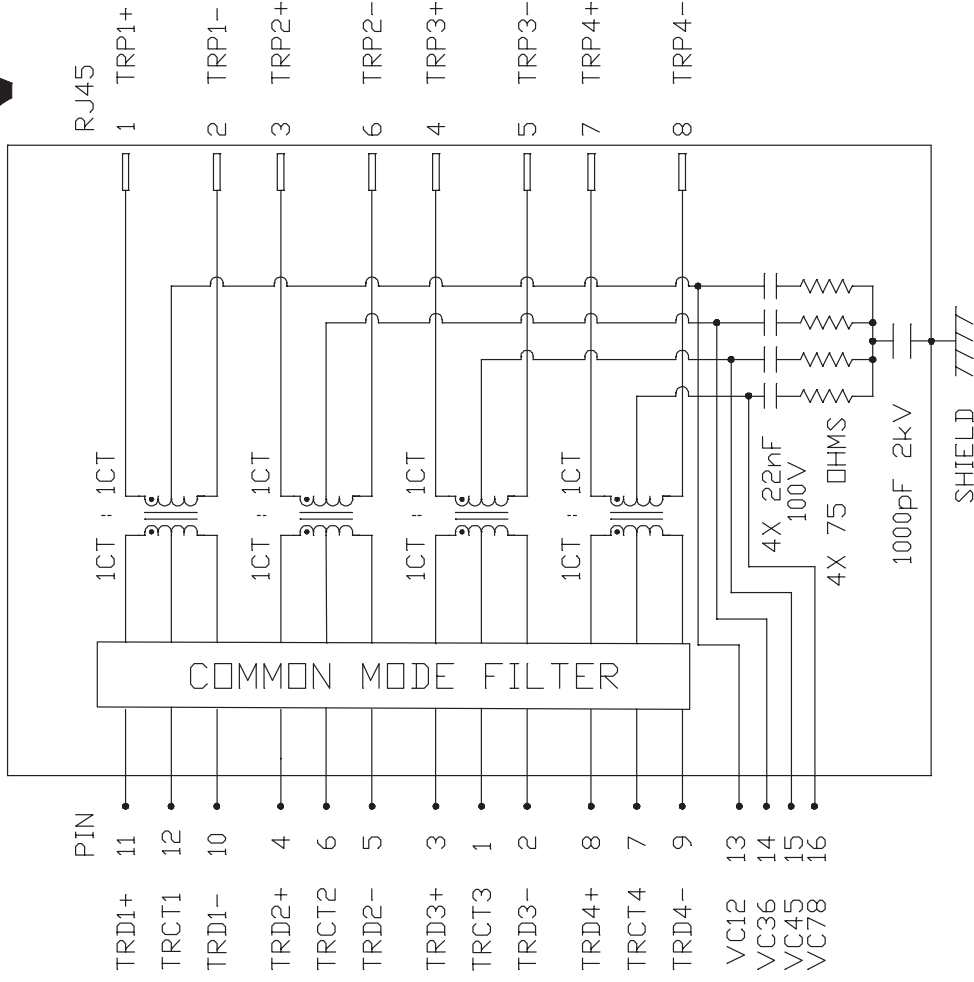 PIN RJ45
1CT : 1CT
TRD1+ 11 1 TRP1+
TRCT1 12
TRD1- 10 2 TRP1-
1CT : 1CT
TRD2+ 4 3 TRP2+
TRCT2 6
TRD2- 5 6 TRP2-
1CT : 1CT
TRD3+ 3 4 TRP3+
TRCT3 1
TRD3- 2 5 TRP3-
1CT : 1CT
TRD4+ 8 7 TRP4+
TRCT4 7
TRD4- 9 8 TRP4-
COMMON MODE FILTER
VC12 13
VC36 14
VC45 15
VC78 16
4X 22nF
100V
4X 75 OHMS
1000pF 2kV
SHIELD